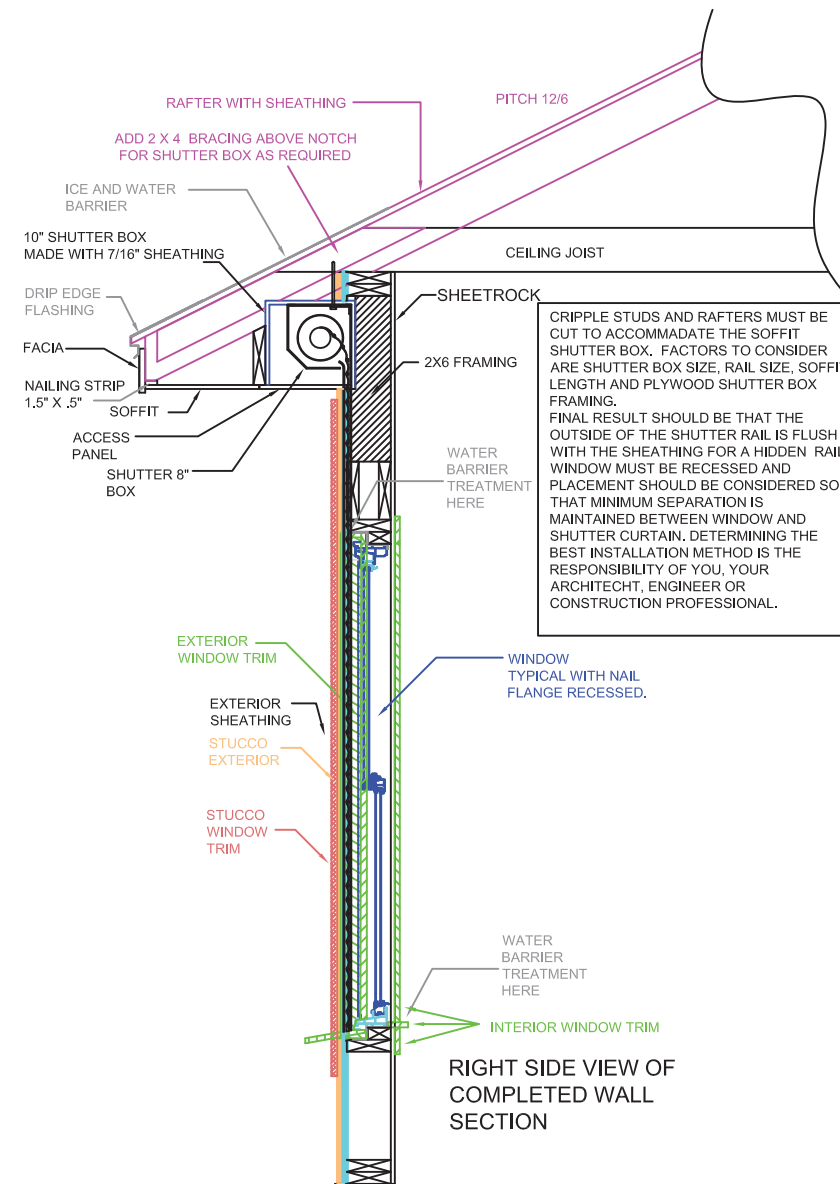 RAFTER WITH SHEATHING
PITCH 12/6
ADD 2 X 4 BRACING ABOVE NOTCH
FOR SHUTTER BOX AS REQUIRED
ICE AND WATER
BARRIER
10" SHUTTER BOX
MADE WITH 7/16" SHEATHING
CEILING JOIST
DRIP EDGE
FLASHING
SHEETROCK
FACIA
2X6 FRAMING
NAILING STRIP
1.5" X .5"
SOFFIT
ACCESS
PANEL
SHUTTER 8"
BOX
CRIPPLE STUDS AND RAFTERS MUST BE
CUT TO ACCOMMADATE THE SOFFIT
SHUTTER BOX. FACTORS TO CONSIDER
ARE SHUTTER BOX SIZE, RAIL SIZE, SOFFI
LENGTH AND PLYWOOD SHUTTER BOX
FRAMING.
FINAL RESULT SHOULD BE THAT THE
OUTSIDE OF THE SHUTTER RAIL IS FLUSH
WITH THE SHEATHING FOR A HIDDEN RAI
WINDOW MUST BE RECESSED AND
PLACEMENT SHOULD BE CONSIDERED SO
THAT MINIMUM SEPARATION IS
MAINTAINED BETWEEN WINDOW AND
SHUTTER CURTAIN. DETERMINING THE
BEST INSTALLATION METHOD IS THE
RESPONSIBILITY OF YOU, YOUR
ARCHITECHT, ENGINEER OR
CONSTRUCTION PROFESSIONAL.
WATER
BARRIER
TREATMENT
HERE
EXTERIOR
WINDOW TRIM
WINDOW
TYPICAL WITH NAIL
FLANGE RECESSED.
EXTERIOR
SHEATHING
STUCCO
EXTERIOR
STUCCO
WINDOW
TRIM
WATER
BARRIER
TREATMENT
HERE
INTERIOR WINDOW TRIM
RIGHT SIDE VIEW OF
COMPLETED WALL
SECTION